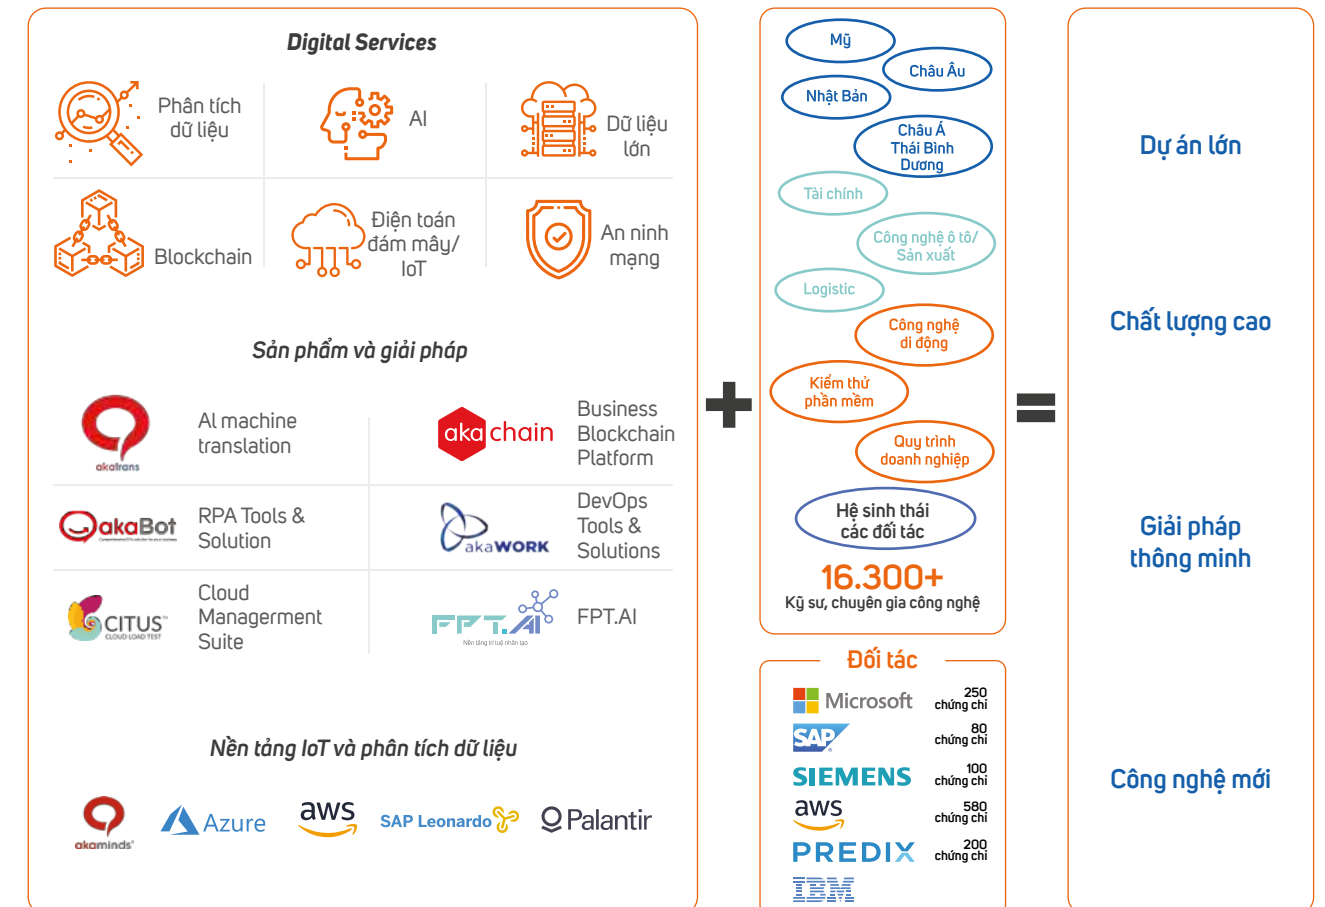 Digital Services
Phân tích
dữ liệu
AI
Dữ liệu
lớn
Blockchain
Điện toán
đám mây/
IoT
An ninh
mạng
Sản phẩm và giải pháp
akatrans
AI machine
translation
aka chain
Business
Blockchain
Platform
akaBot
RPA Tools &
Solution
akaWORK
DevOps
Tools &
Solutions
CITUS™
CLOUD LOAD TEST
Cloud
Managerment
Suite
FPT.AI
Nền tảng trí tuệ nhân tạo
FPT.AI
Nền tảng IoT và phân tích dữ liệu
akaminds
Azure
aws
SAP Leonardo
Palantir
+
Mỹ
Châu Âu
Nhật Bản
Châu Á
Thái Bình
Dương
Tài chính
Công nghệ ô tô/
Sản xuất
Logistic
Công nghệ
di động
Kiểm thử
phần mềm
Quy trình
doanh nghiệp
Hệ sinh thái
các đối tác
16.300+
Kỹ sư, chuyên gia công nghệ
Đối tác
Microsoft
250
chứng chỉ
SAP
80
chứng chỉ
SIEMENS
100
chứng chỉ
aws
580
chứng chỉ
PREDIX
200
chứng chỉ
IBM
=
Dự án lớn
Chất lượng cao
Giải pháp
thông minh
Công nghệ mới